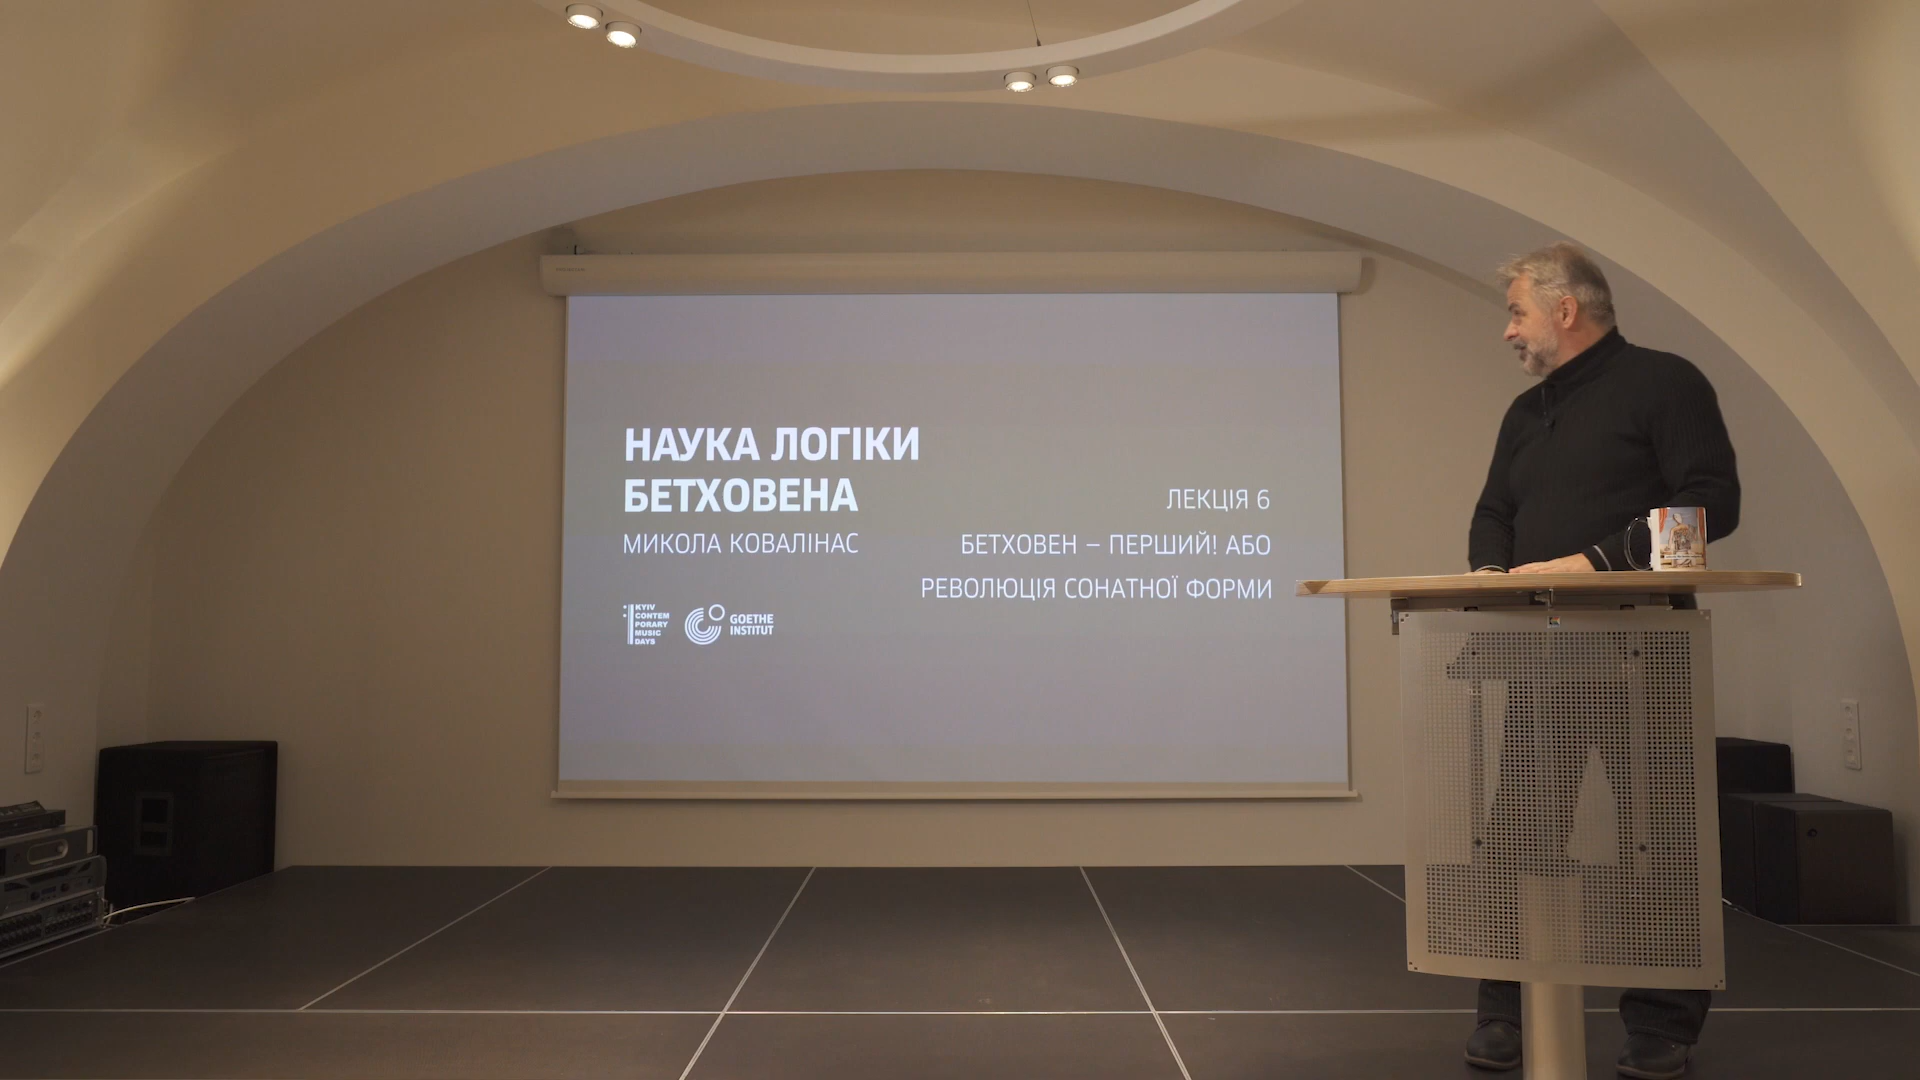 НАУКА ЛОГІКИ
БЕТХОВЕНА
МИКОЛА КОВАЛІНАС
ЛЕКЦІЯ 6
БЕТХОВЕН – ПЕРШИЙ! АБО
РЕВОЛЮЦІЯ СОНАТНОЇ ФОРМИ
KYIV
CONTEM
PORARY
MUSIC
DAYS
GOETHE
INSTITUT